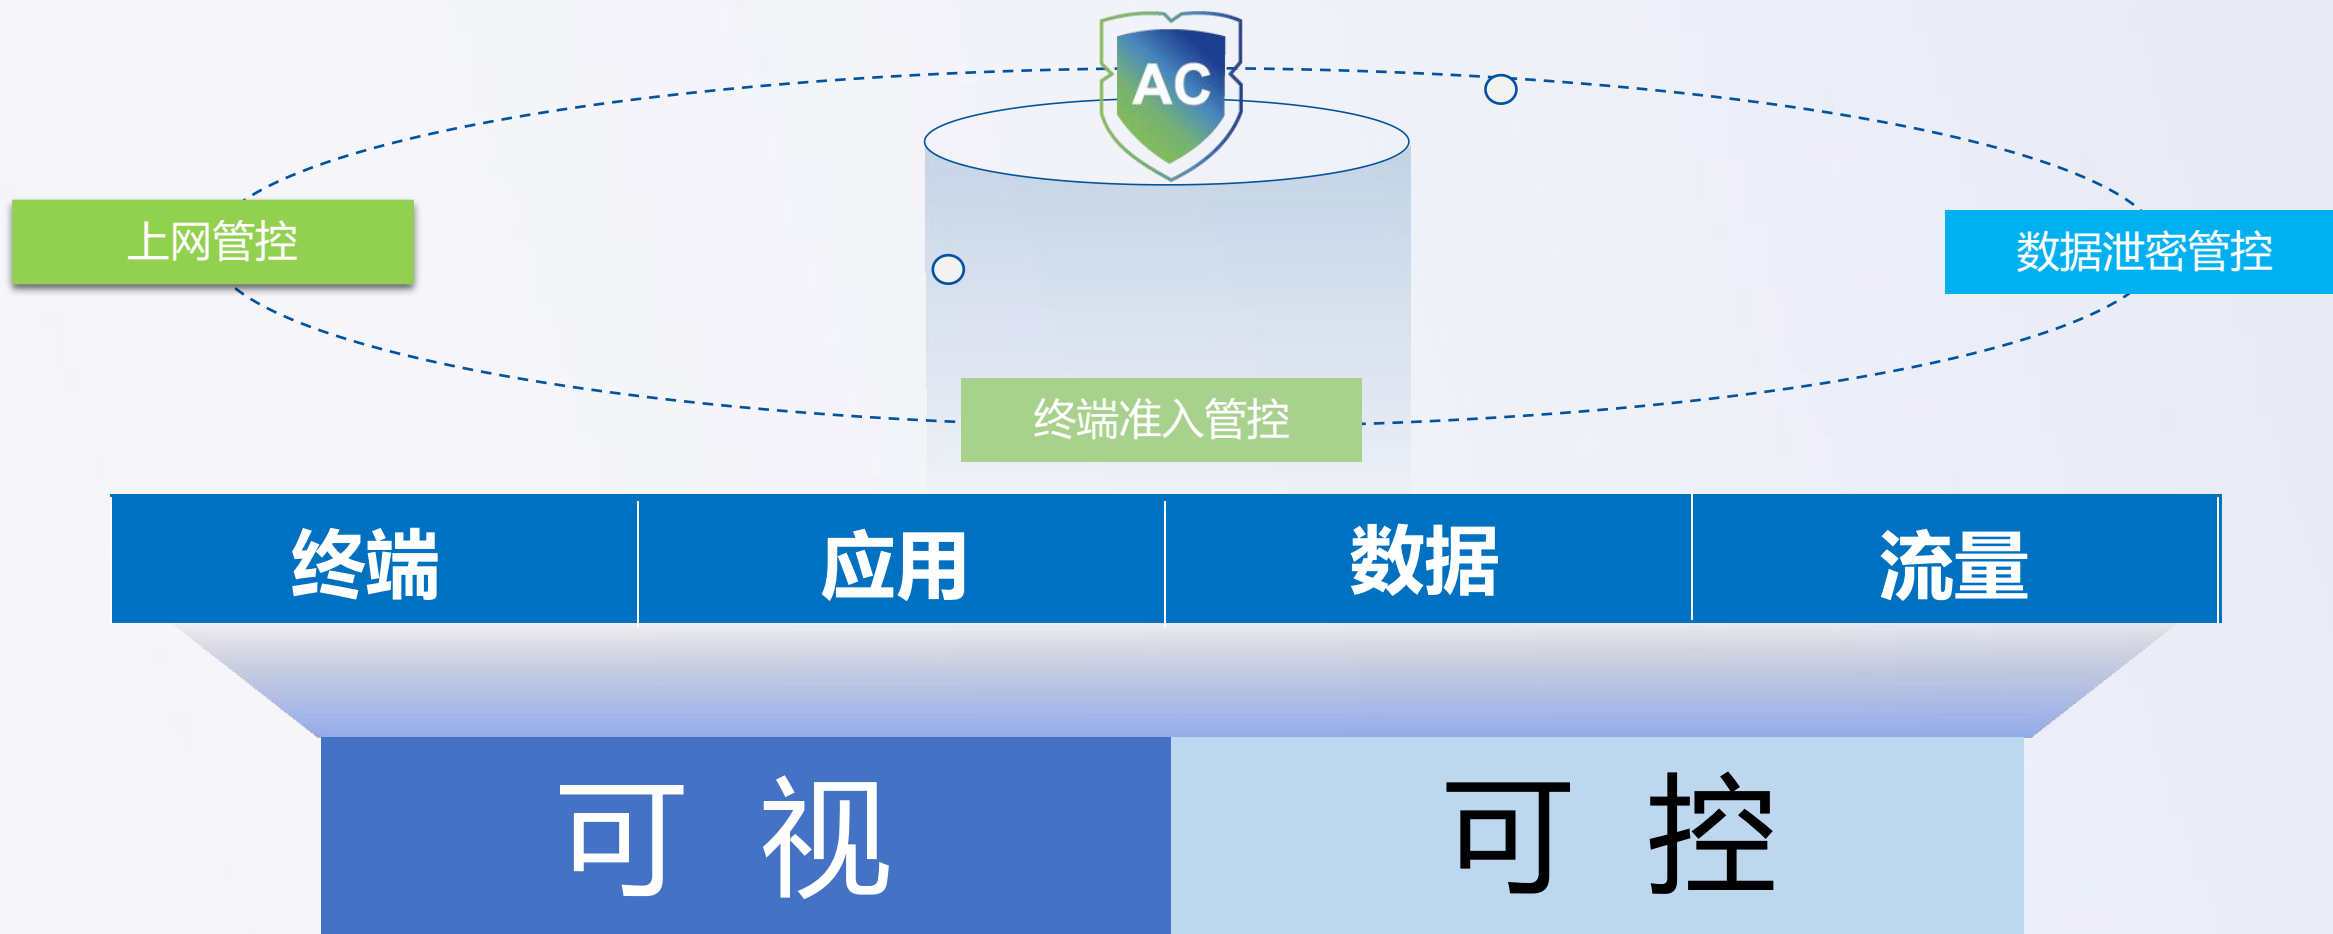 AC
上网管控
数据泄密管控
终端准入管控
终端 应用 数据 流量
可 视 可 控